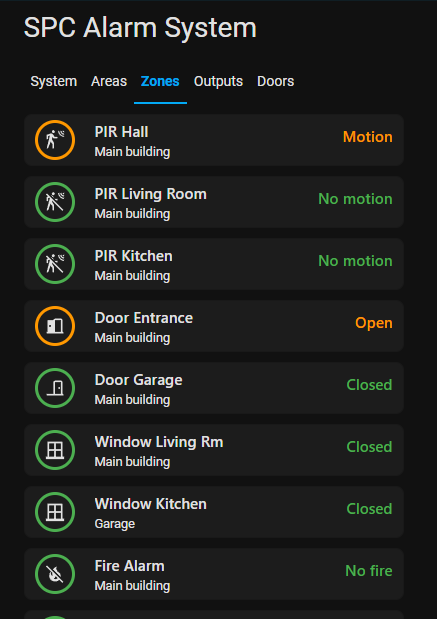 SPC Alarm System
System Areas Zones Outputs Doors
PIR Hall
Main building
Motion
PIR Living Room
Main building
No motion
PIR Kitchen
Main building
No motion
Door Entrance
Main building
Open
Door Garage
Main building
Closed
Window Living Rm
Main building
Closed
Window Kitchen
Garage
Closed
Fire Alarm
Main building
No fire